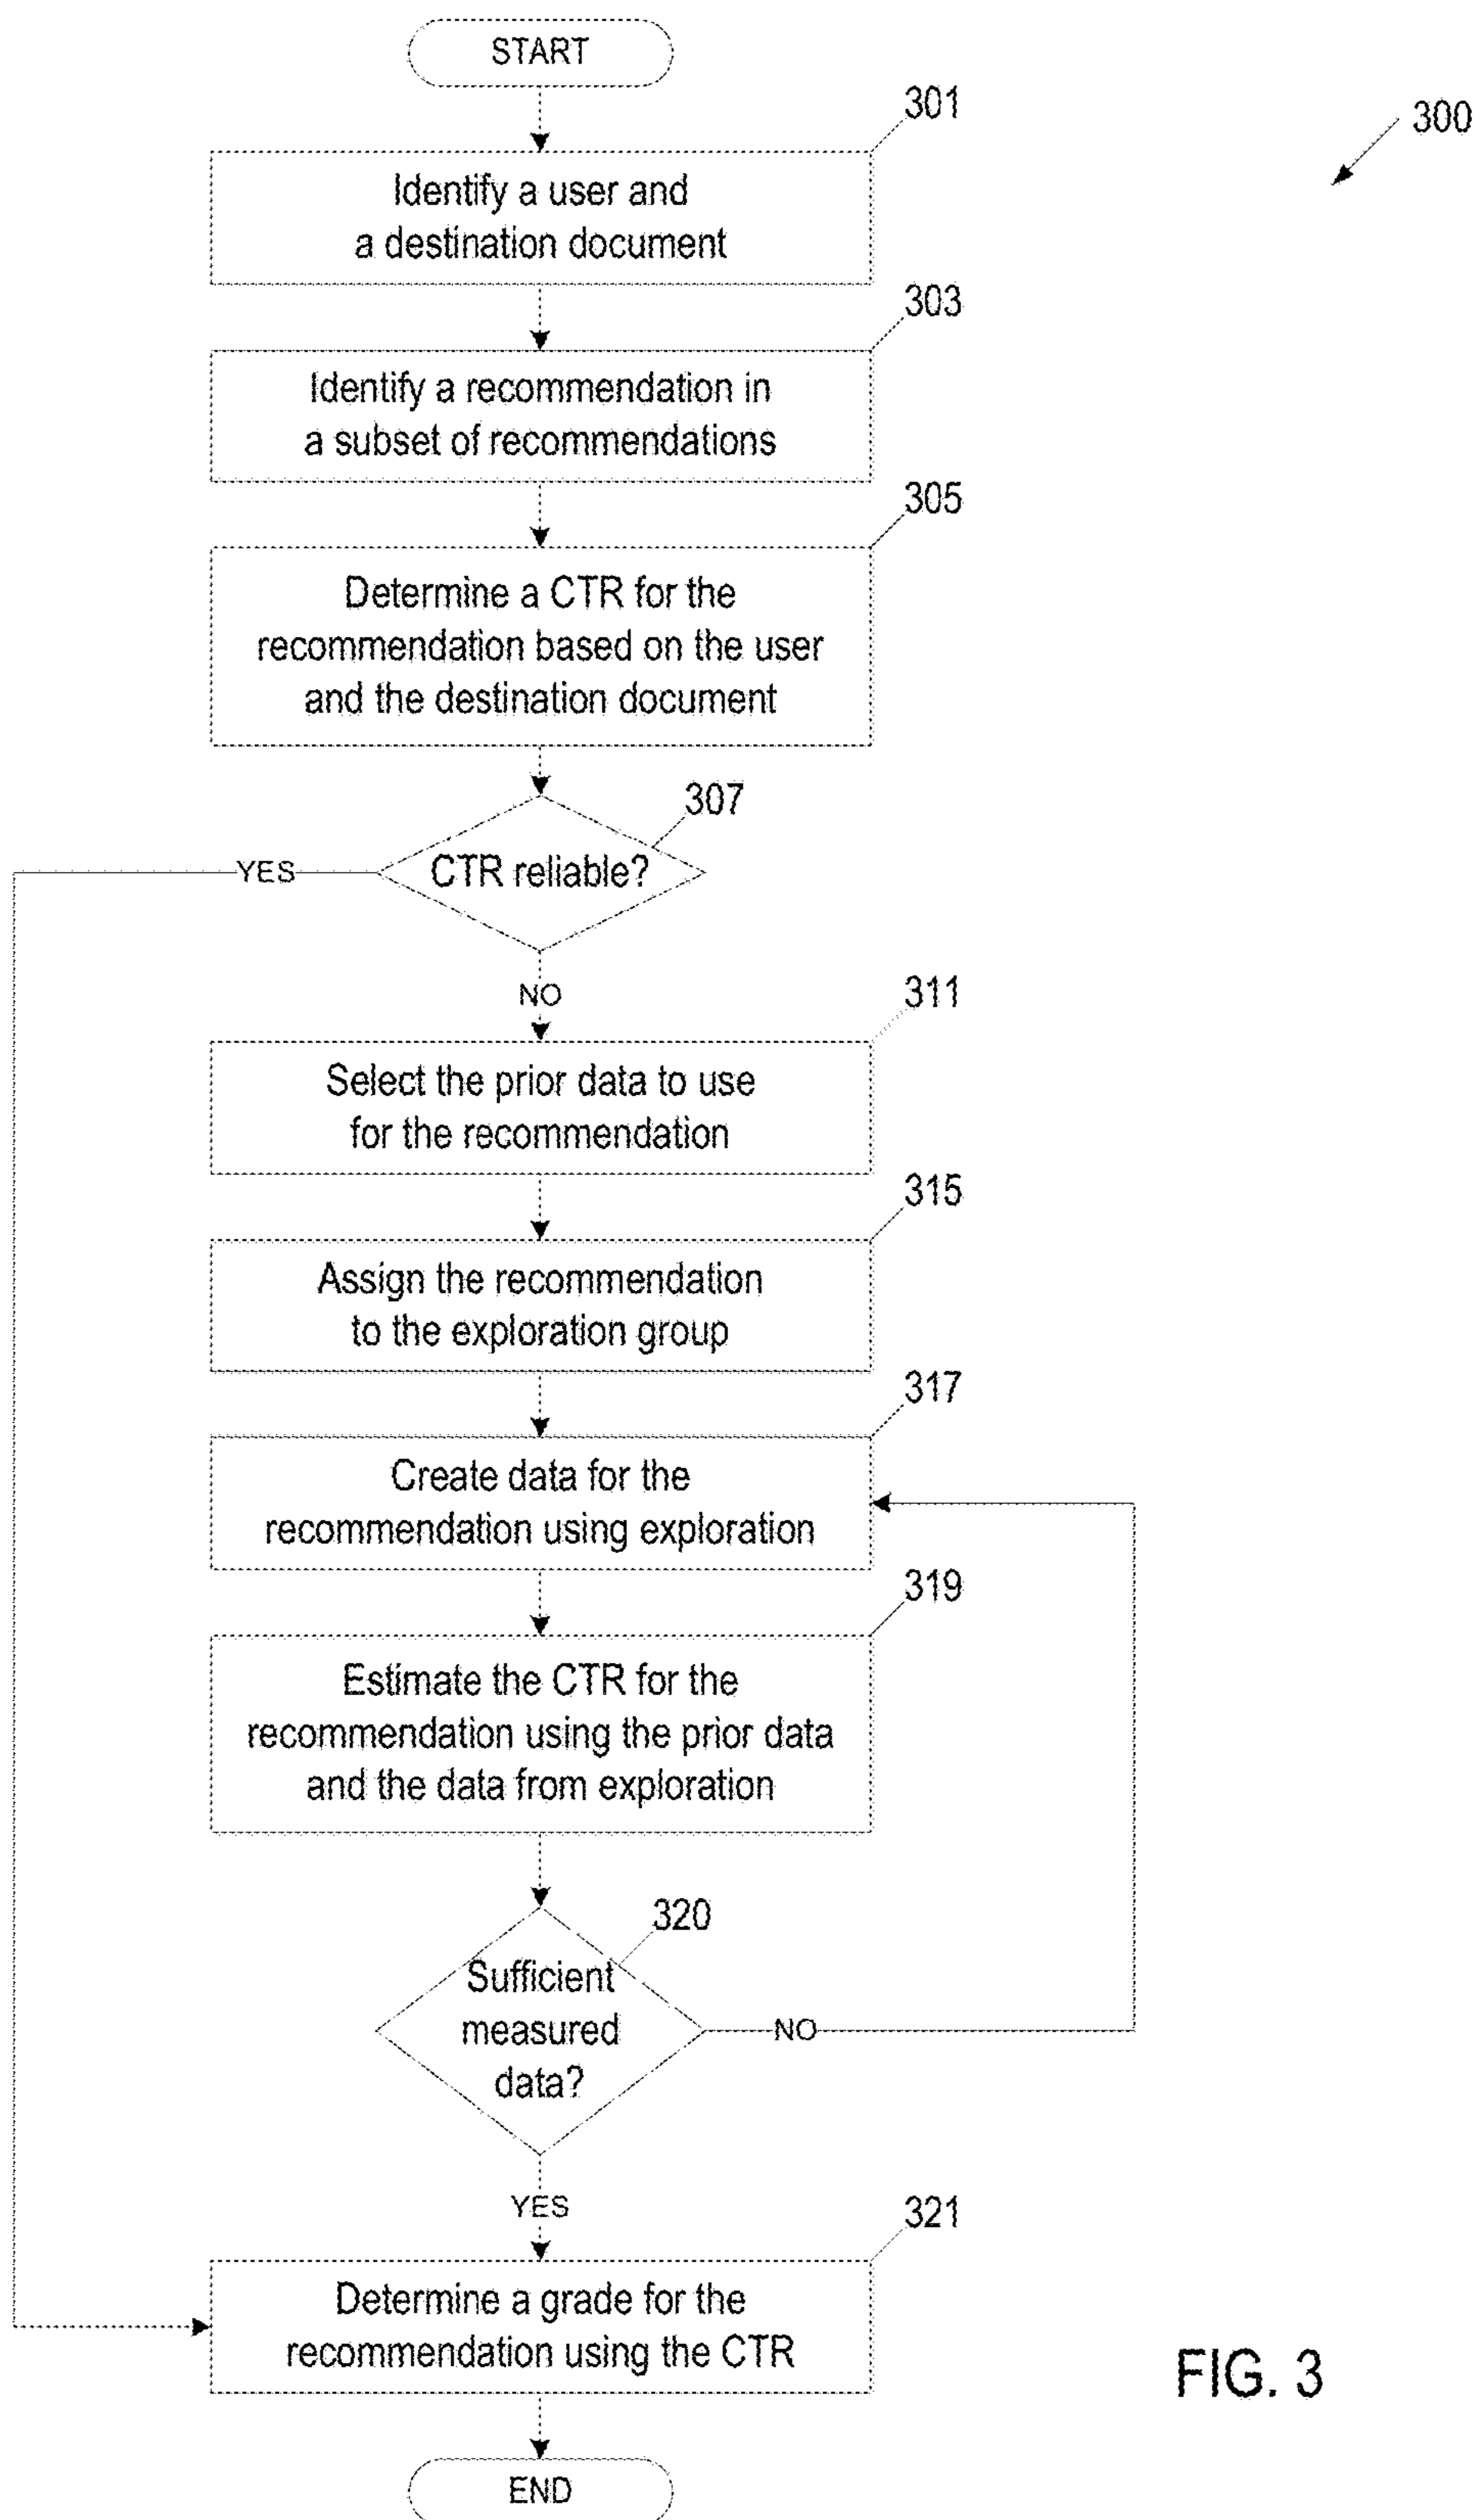 START
301
300
Identify a user and
a destination document
303
Identify a recommendation in
a subset of recommendations
305
Determine a CTR for the
recommendation based on the user
and the destination document
307
CTR reliable?
YES
NO
311
Select the prior data to use
for the recommendation
315
Assign the recommendation
to the exploration group
317
Create data for the
recommendation using exploration
319
Estimate the CTR for the
recommendation using the prior data
and the data from exploration
320
Sufficient
measured
data?
NO
YES
321
Determine a grade for the
recommendation using the CTR
FIG. 3
END